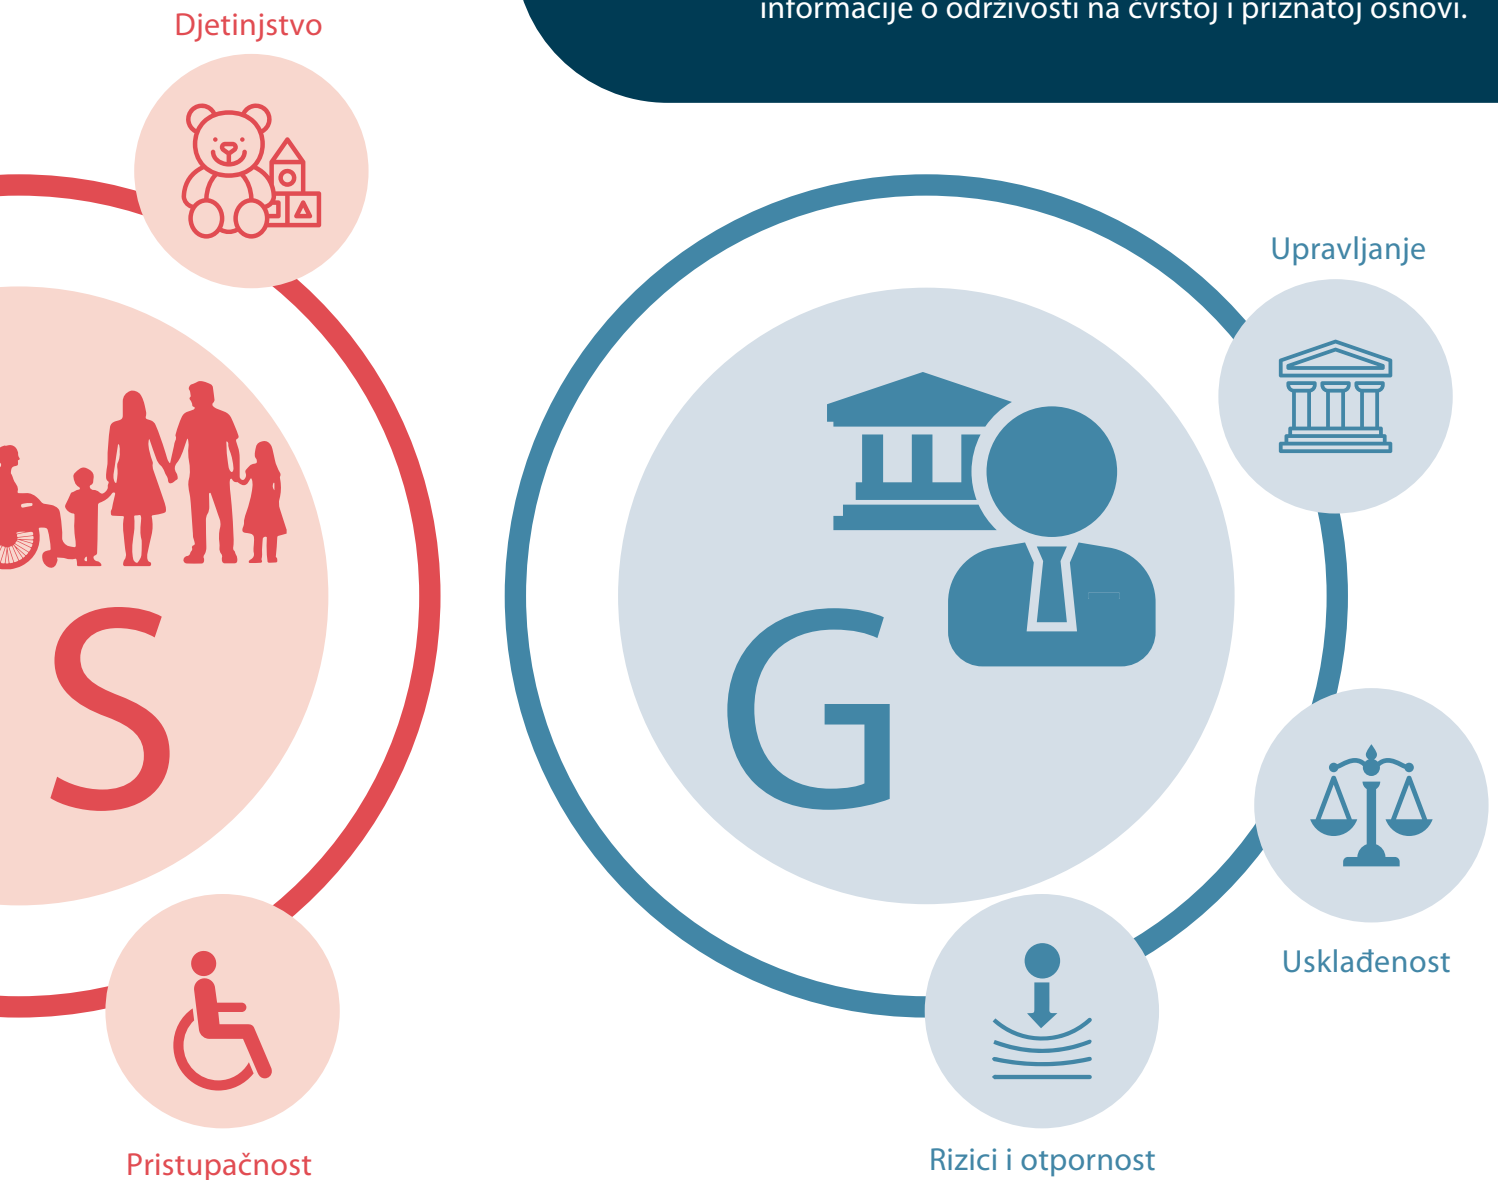 informacije o održivosti na čvrstoj i priznatoj osnovi.
Djetinjstvo
S
Pristupačnost
G
Upravljanje
Usklađenost
Rizici i otpornost